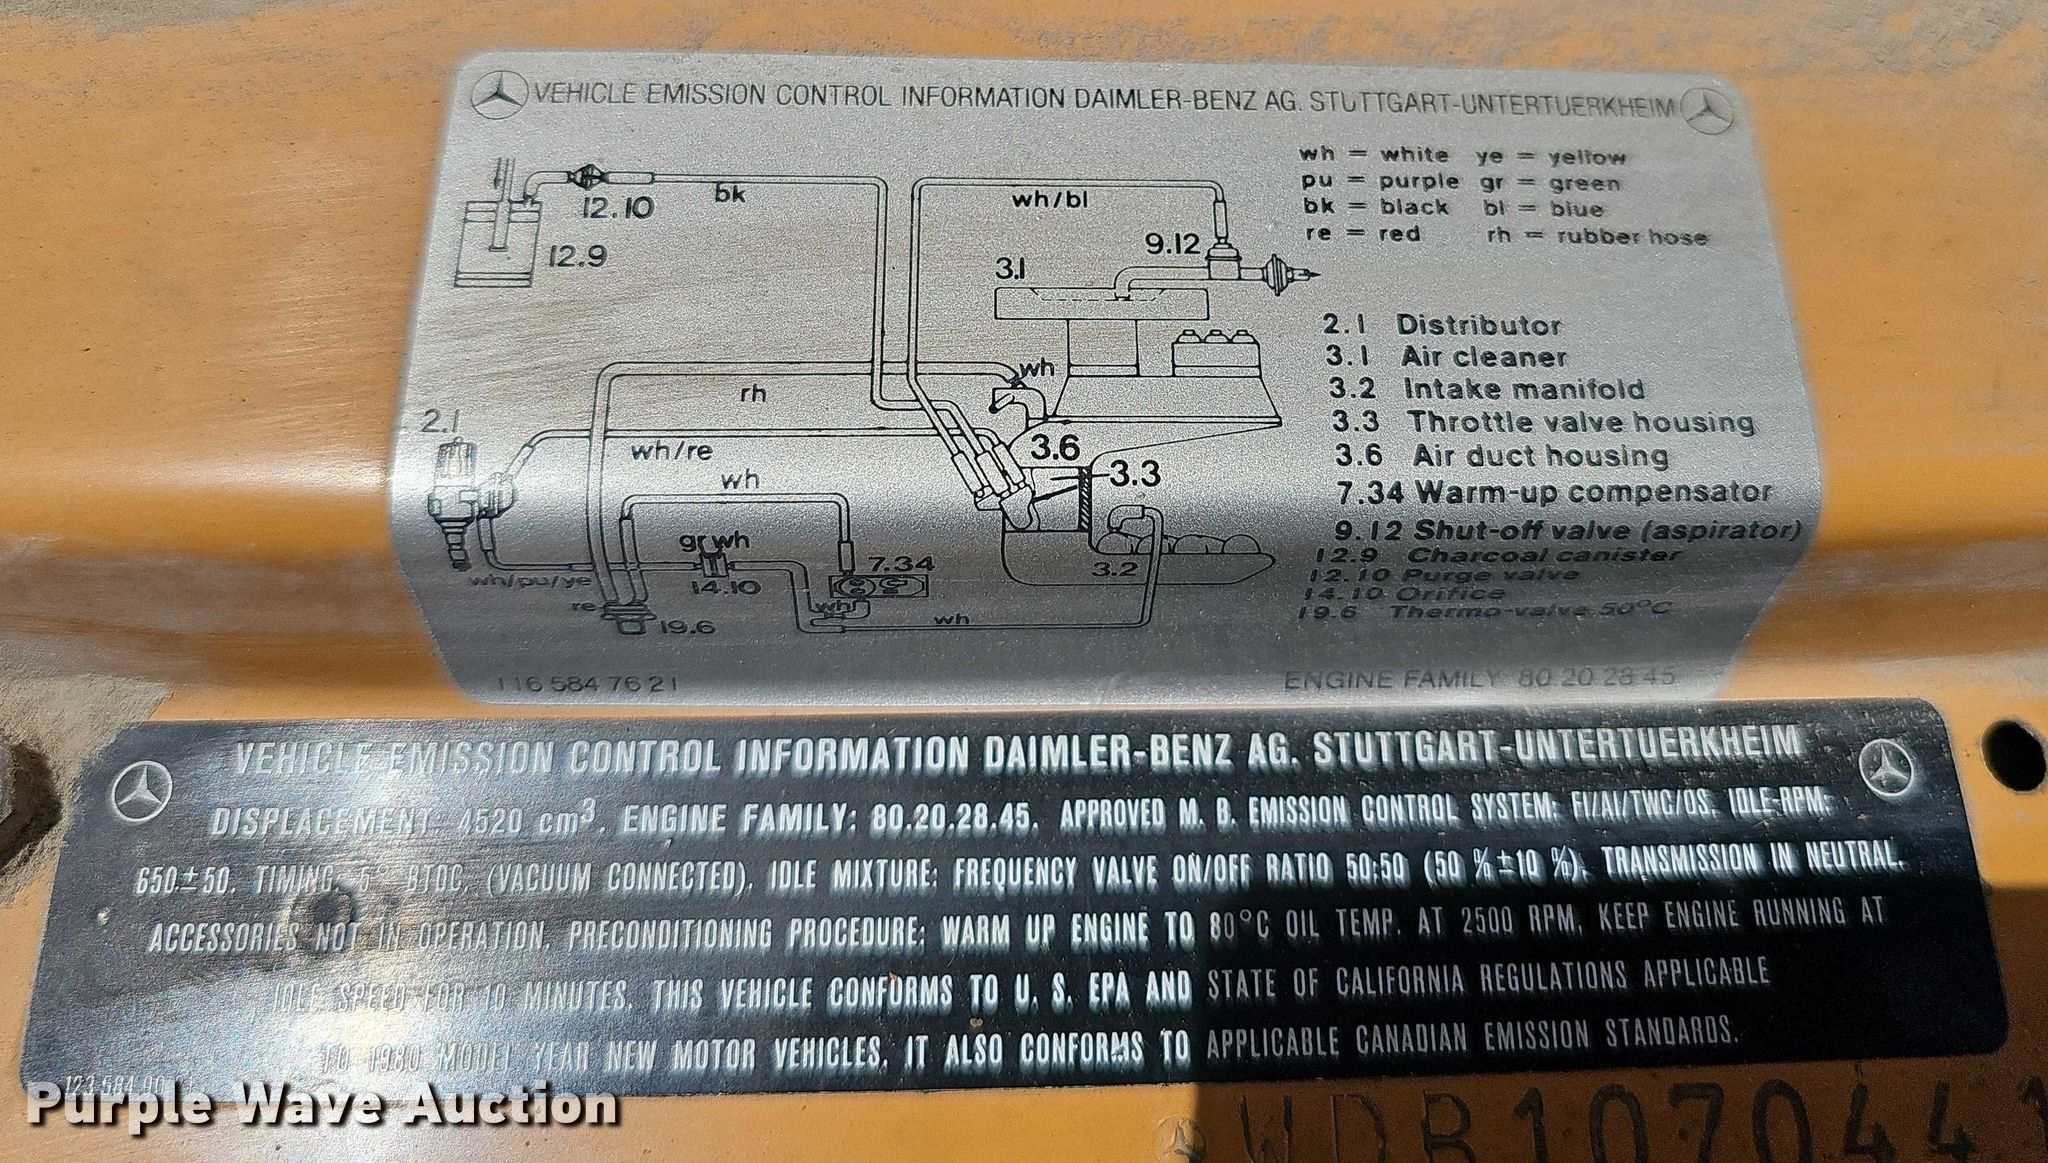 VEHICLE EMISSION CONTROL INFORMATION DAIMLER-BENZ AG. STUTTGART-UNTERTUERKHEIM
wh = white ye = yellow
pu = purple gr = green
bk = black bl = blue
re = red rh = rubber hose
12.10
bk
12.9
wh/bl
9.12
3.1
wh
rh
2.1
wh/re
3.6
3.3
wh
gr wh
7.34
wh/pu/ye
14.10
3.2
re
wh
19.6
wh
2.1 Distributor
3.1 Air cleaner
3.2 Intake manifold
3.3 Throttle valve housing
3.6 Air duct housing
7.34 Warm-up compensator
9.12 Shut-off valve (aspirator)
12.9 Charcoal canister
12.10 Purge valve
14.10 Orifice
19.6 Thermo-valve 50°C
116 584 76 21
ENGINE FAMILY: 80.20.28.45
VEHICLE EMISSION CONTROL INFORMATION DAIMLER-BENZ AG. STUTTGART-UNTERTUERKHEIM
DISPLACEMENT: 4520 cm³. ENGINE FAMILY: 80.20.28.45. APPROVED M. B. EMISSION CONTROL SYSTEM: FI/AI/TWC/OS. IDLE-RPM:
650±50. TIMING: 5° BTDC, (VACUUM CONNECTED). IDLE MIXTURE: FREQUENCY VALVE ON/OFF RATIO 50:50 (50 %±10 %). TRANSMISSION IN NEUTRAL.
ACCESSORIES NOT IN OPERATION. PRECONDITIONING PROCEDURE: WARM UP ENGINE TO 80°C OIL TEMP. AT 2500 RPM, KEEP ENGINE RUNNING AT
IDLE SPEED FOR 10 MINUTES. THIS VEHICLE CONFORMS TO U. S. EPA AND STATE OF CALIFORNIA REGULATIONS APPLICABLE
TO 1980 MODEL YEAR NEW MOTOR VEHICLES. IT ALSO CONFORMS TO APPLICABLE CANADIAN EMISSION STANDARDS.
123 584 90
Purple Wave Auction
WDB1070441